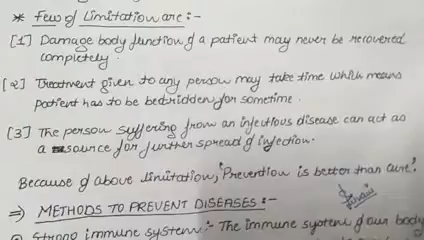 * Few of Limitation are :-
[1] Damage body function of a patient may never be recovered
completely.
[2] Treatment given to any person may take time which means
patient has to be bedridden for sometime.
[3] The person suffering from an infectious disease can act as
a source for further spread of infection.
Because of above limitation, 'Prevention is better than cure'.
⇒ METHODS TO PREVENT DISEASES :-
Strong immune system :- The immune system of our body